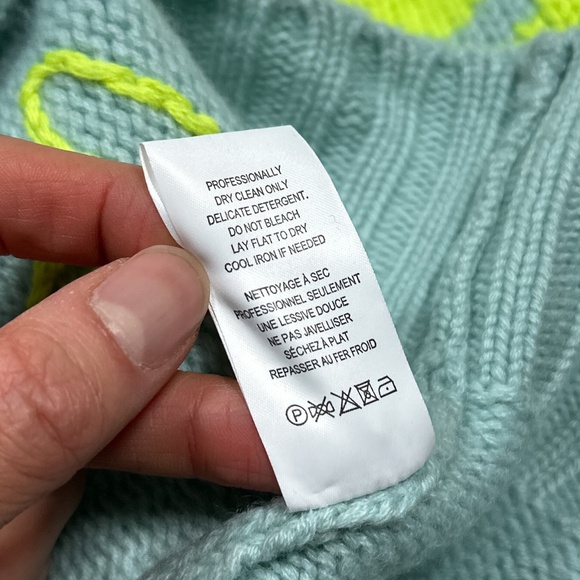 PROFESSIONALLY
DRY CLEAN ONLY
DELICATE DETERGENT.
DO NOT BLEACH
LAY FLAT TO DRY
COOL IRON IF NEEDED
NETTOYAGE À SEC
PROFESSIONNEL SEULEMENT
UNE LESSIVE DOUCE
NE PAS JAVELLISER
SÉCHEZ À PLAT
REPASSER AU FER FROID
P